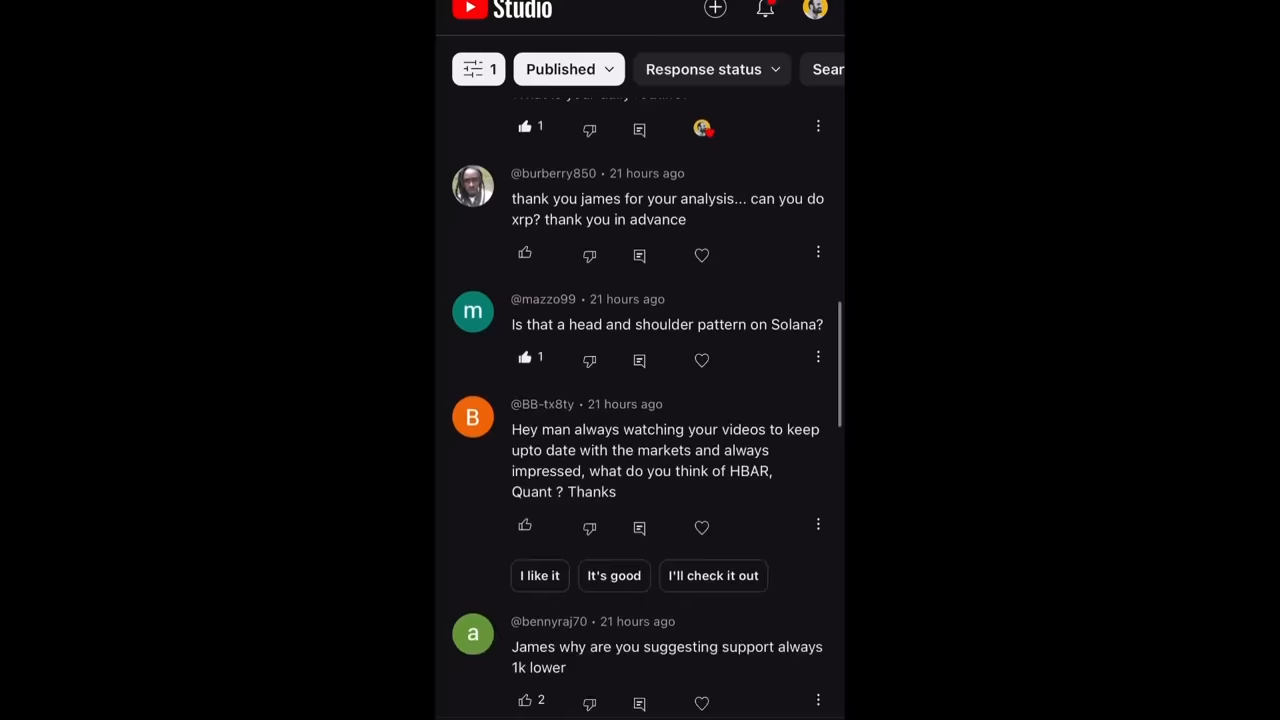 Studio
1
Published
Response status
Sear
1
@burberry850 • 21 hours ago
thank you james for your analysis... can you do
xrp? thank you in advance
@mazzo99 • 21 hours ago
m
Is that a head and shoulder pattern on Solana?
1
@BB-tx8ty • 21 hours ago
B
Hey man always watching your videos to keep
upto date with the markets and always
impressed, what do you think of HBAR,
Quant ? Thanks
I like it
It's good
I'll check it out
@bennyraj70 • 21 hours ago
a
James why are you suggesting support always
1k lower
2